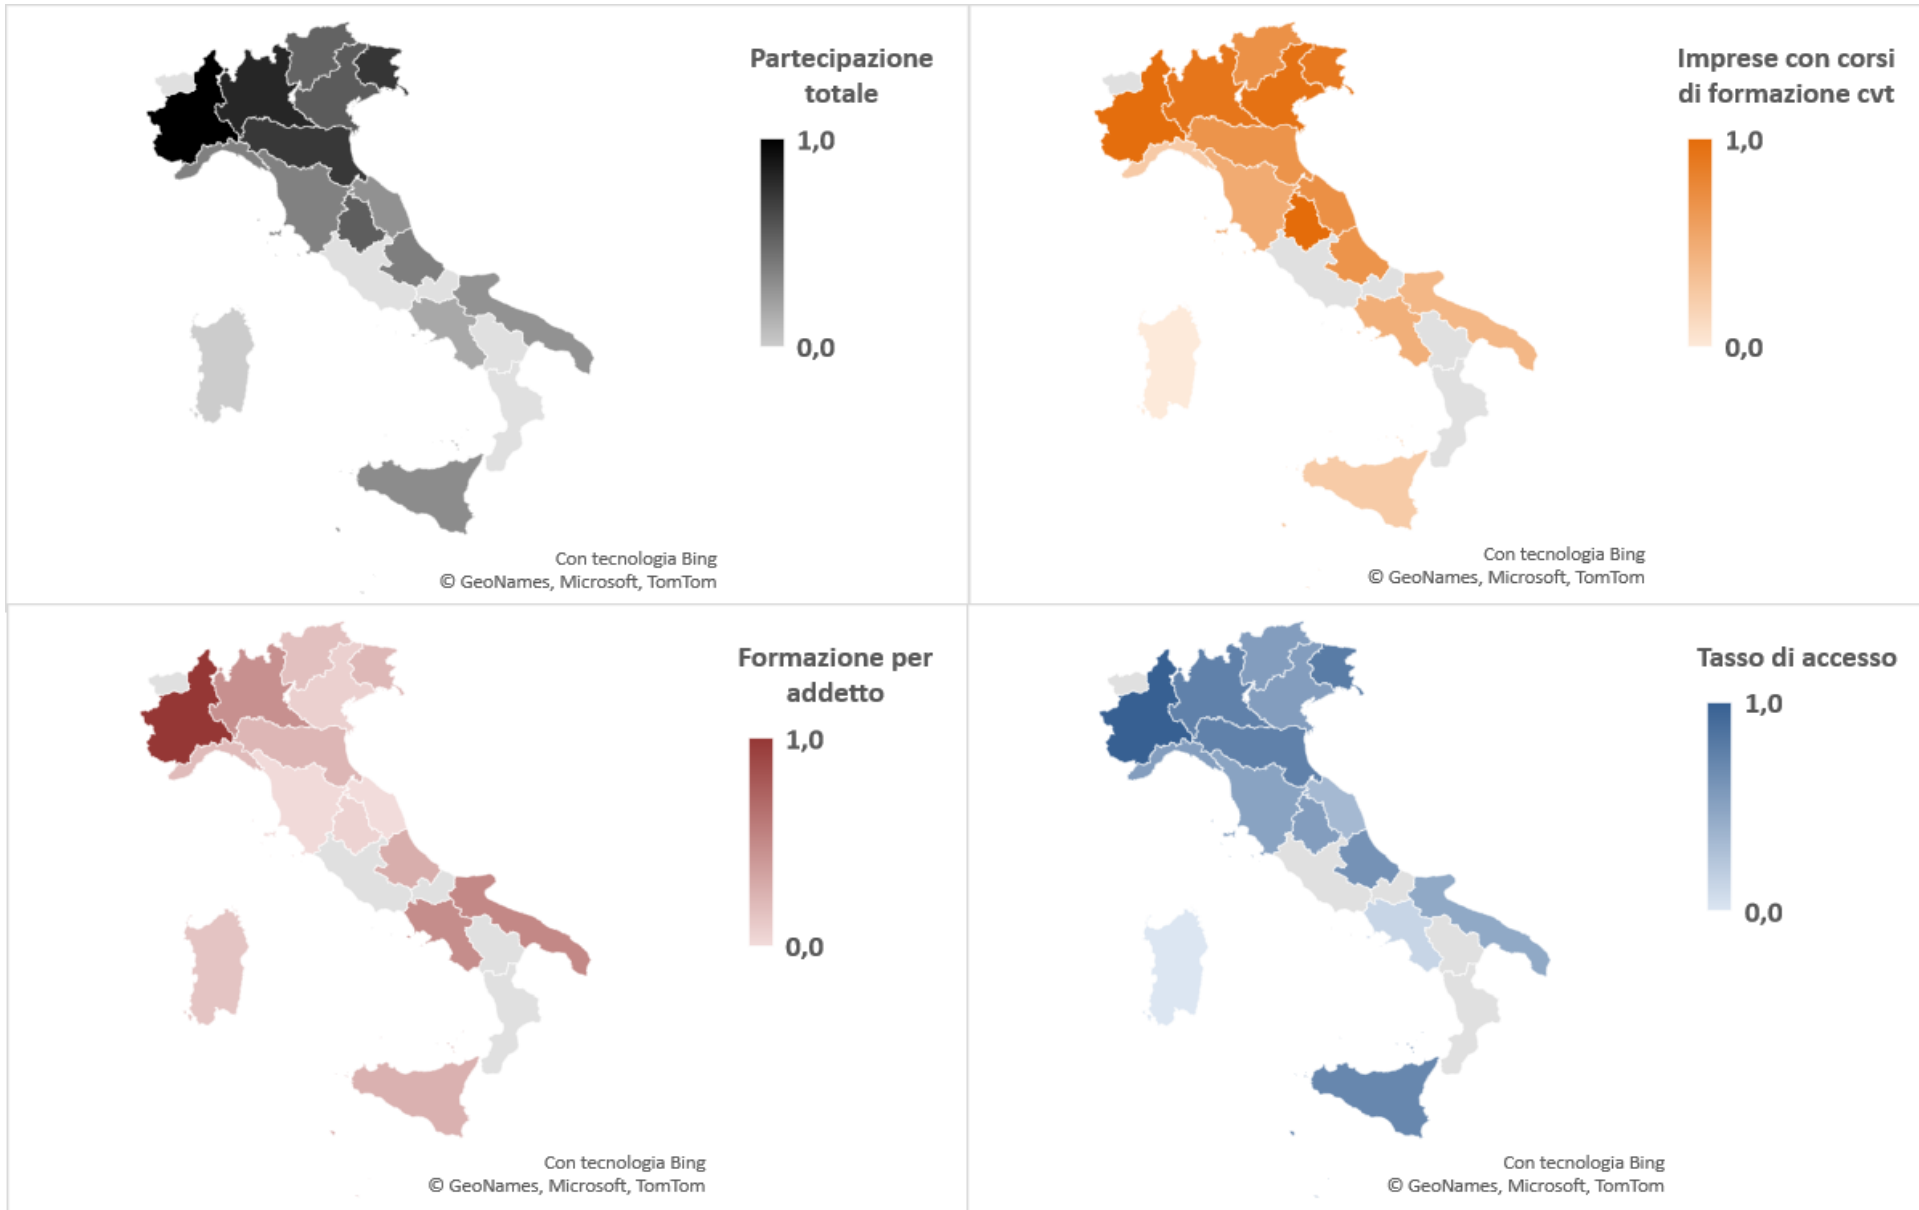 Partecipazione
totale
1,0
0,0
Con tecnologia Bing
© GeoNames, Microsoft, TomTom
Imprese con corsi
di formazione cvt
1,0
0,0
Con tecnologia Bing
© GeoNames, Microsoft, TomTom
Formazione per
addetto
1,0
0,0
Con tecnologia Bing
© GeoNames, Microsoft, TomTom
Tasso di accesso
1,0
0,0
Con tecnologia Bing
© GeoNames, Microsoft, TomTom